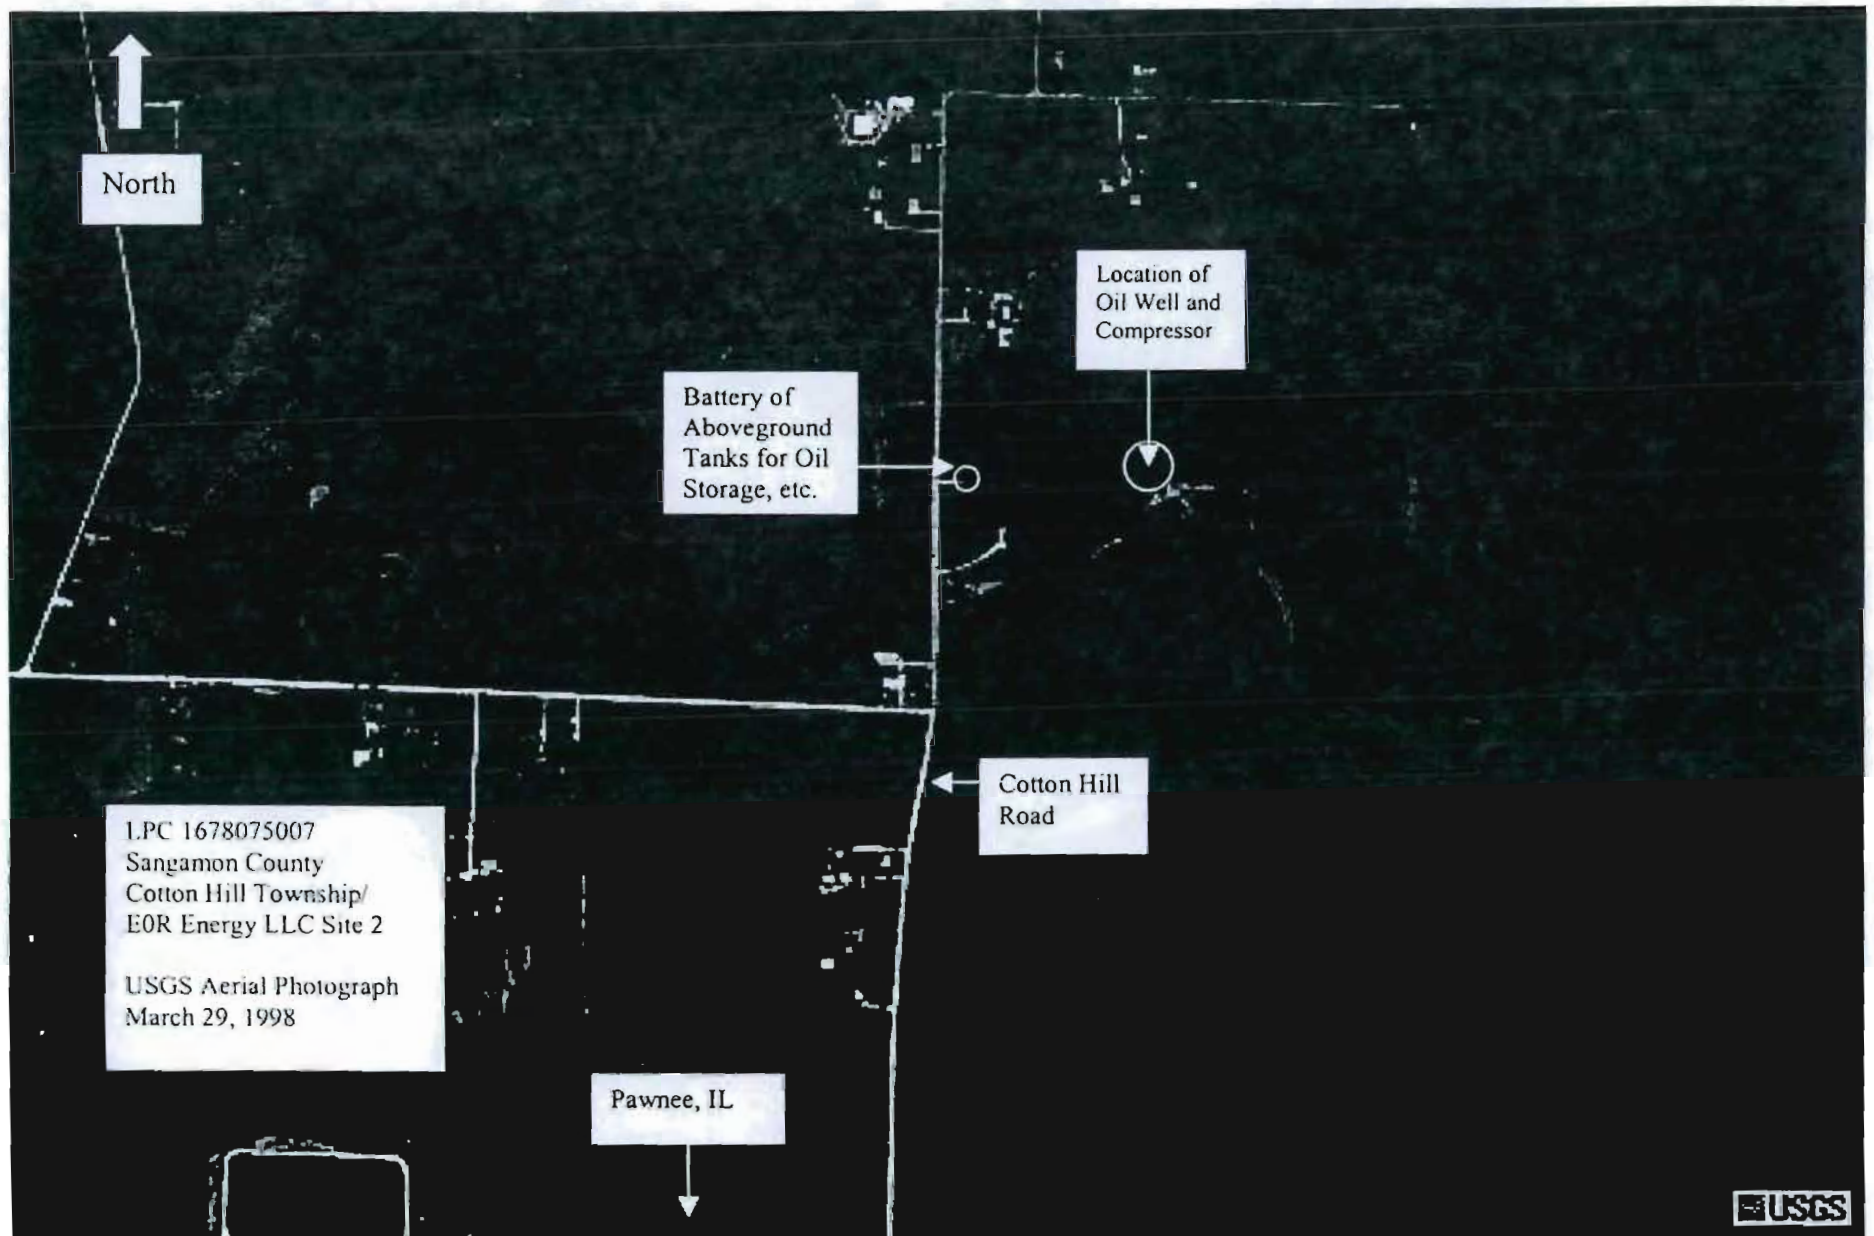 North
Location of
Oil Well and
Compressor
Battery of
Aboveground
Tanks for Oil
Storage, etc.
Cotton Hill
Road
LPC 1678075007
Sangamon County
Cotton Hill Township/
E0R Energy LLC Site 2
USGS Aerial Photograph
March 29, 1998
Pawnee, IL
USGS